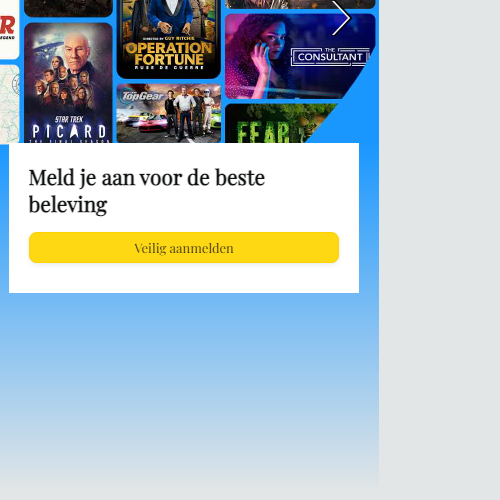 R
LEGEND
DIRECTED BY GUY RITCHIE
OPERATION
FORTUNE
RUSE DE GUERRE
THE
CONSULTANT
STAR TREK
PICARD
THE FINAL SEASON
TopGear
FEAR
Meld je aan voor de beste
beleving
Veilig aanmelden